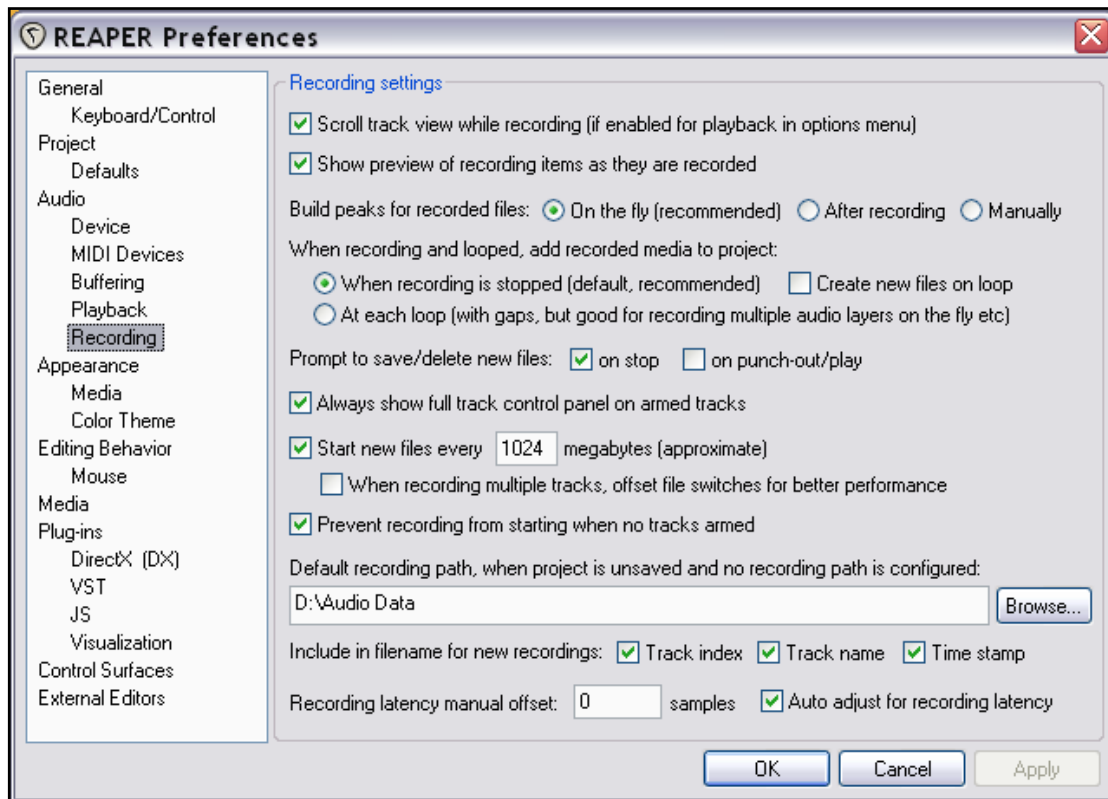 REAPER Preferences
General
Keyboard/Control
Project
Defaults
Audio
Device
MIDI Devices
Buffering
Playback
Recording
Appearance
Media
Color Theme
Editing Behavior
Mouse
Media
Plug-ins
DirectX (DX)
VST
JS
Visualization
Control Surfaces
External Editors
Recording settings
Scroll track view while recording (if enabled for playback in options menu)
Show preview of recording items as they are recorded
Build peaks for recorded files: On the fly (recommended) After recording Manually
When recording and looped, add recorded media to project:
When recording is stopped (default, recommended) Create new files on loop
At each loop (with gaps, but good for recording multiple audio layers on the fly etc)
Prompt to save/delete new files: on stop on punch-out/play
Always show full track control panel on armed tracks
Start new files every 1024 megabytes (approximate)
When recording multiple tracks, offset file switches for better performance
Prevent recording from starting when no tracks armed
Default recording path, when project is unsaved and no recording path is configured:
D:\Audio Data Browse...
Include in filename for new recordings: Track index Track name Time stamp
Recording latency manual offset: 0 samples Auto adjust for recording latency
OK Cancel Apply